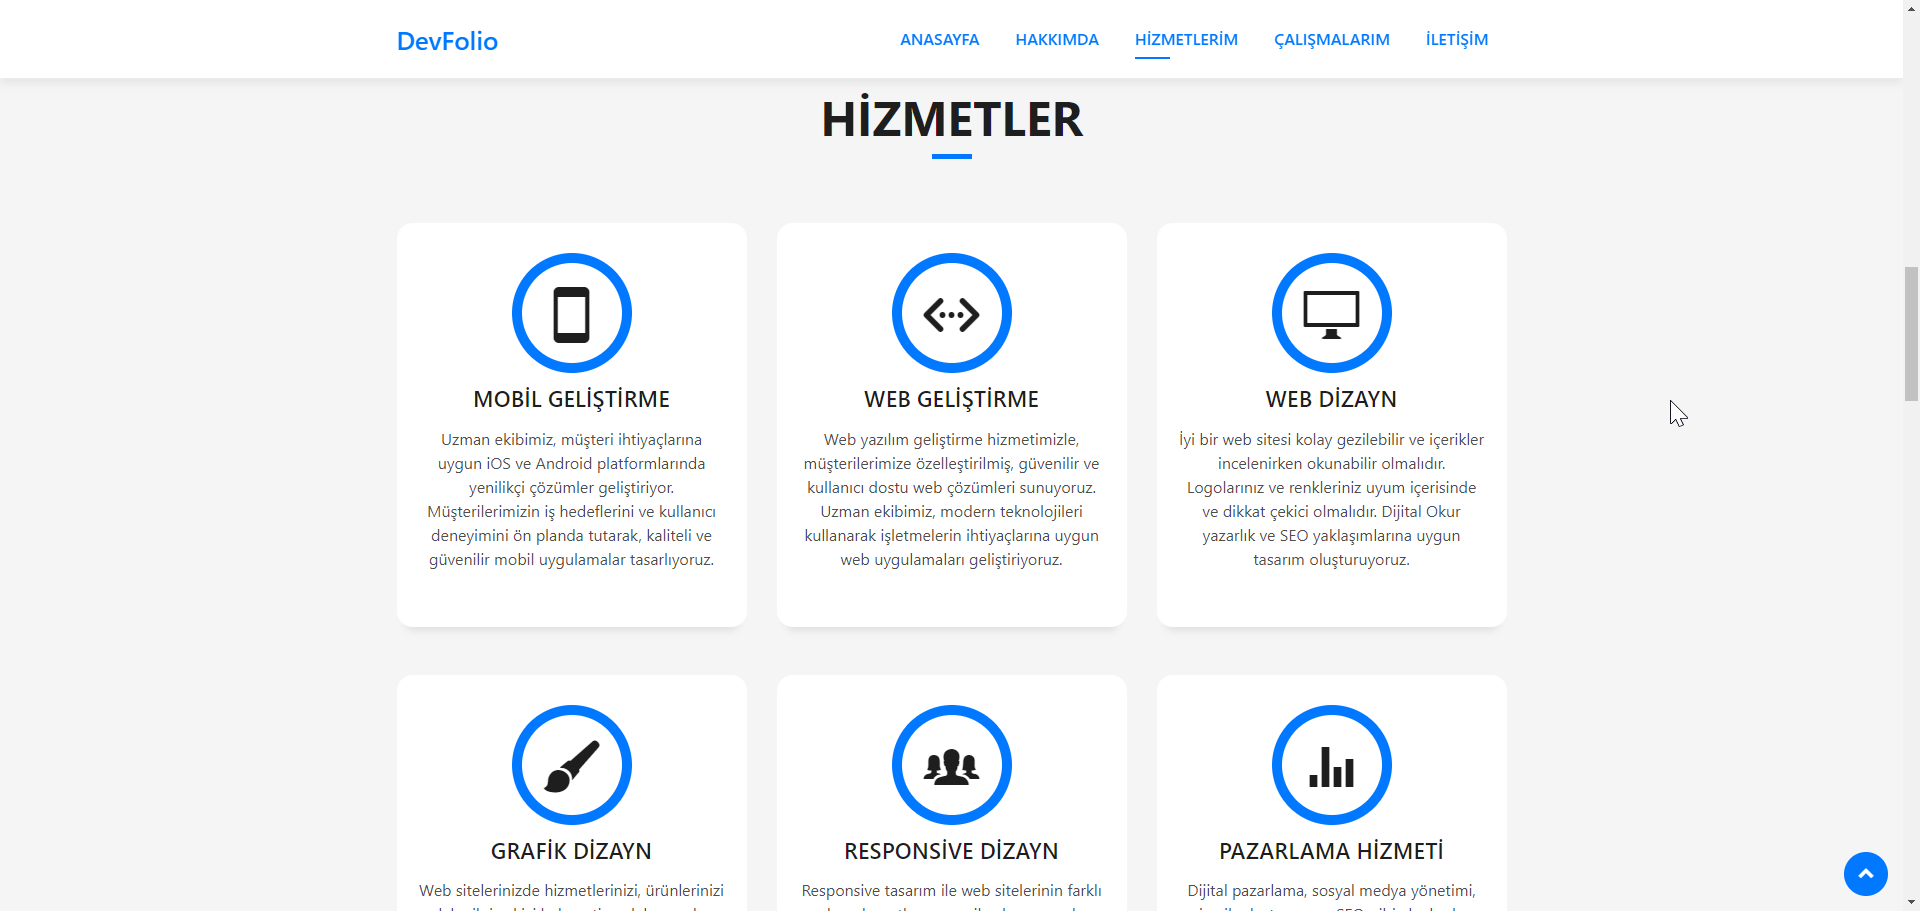 DevFolio
ANASAYFA
HAKKIMDA
HİZMETLERİM
ÇALIŞMALARIM
İLETİŞİM
HİZMETLER
MOBİL GELİŞTİRME
Uzman ekibimiz, müşteri ihtiyaçlarına
uygun iOS ve Android platformlarında
yenilikçi çözümler geliştiriyor.
Müşterilerimizin iş hedeflerini ve kullanıcı
deneyimini ön planda tutarak, kaliteli ve
güvenilir mobil uygulamalar tasarlıyoruz.
WEB GELİŞTİRME
Web yazılım geliştirme hizmetimizle,
müşterilerimize özelleştirilmiş, güvenilir ve
kullanıcı dostu web çözümleri sunuyoruz.
Uzman ekibimiz, modern teknolojileri
kullanarak işletmelerin ihtiyaçlarına uygun
web uygulamaları geliştiriyoruz.
WEB DİZAYN
İyi bir web sitesi kolay gezilebilir ve içerikler
incelenirken okunabilir olmalıdır.
Logolarınız ve renkleriniz uyum içerisinde
ve dikkat çekici olmalıdır. Dijital Okur
yazarlık ve SEO yaklaşımlarına uygun
tasarım oluşturuyoruz.
GRAFİK DİZAYN
Web sitelerinizde hizmetlerinizi, ürünlerinizi
RESPONSİVE DİZAYN
Responsive tasarım ile web sitelerinin farklı
PAZARLAMA HİZMETİ
Dijital pazarlama, sosyal medya yönetimi,